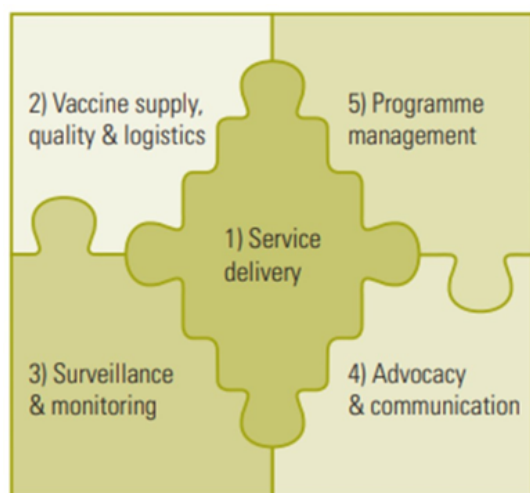 2) Vaccine supply,
quality & logistics
5) Programme
management
1) Service
delivery
3) Surveillance
& monitoring
4) Advocacy
& communication